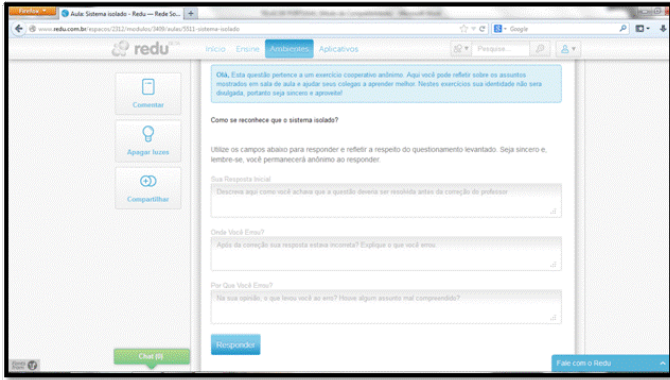 Firefox
Aula: Sistema isolado - Redu — Rede So...
www.redu.com.br/espacos/2312/modulos/3499/aulas/9311-sistema-isolado
Google
redu
Início Ensine Ambientes Aplicativos
Pesquise...
Olá, Esta questão pertence a um exercício cooperativo anônimo. Aqui você pode refletir sobre os assuntos
mostrados em sala de aula e ajudar seus colegas a aprender melhor. Nestes exercícios sua identidade não sera
divulgada, portanto seja sincero e aproveite!
Comentar
Como se reconhece que o sistema isolado?
Apagar luzes
Utilize os campos abaixo para responder e refletir a respeito do questionamento levantado. Seja sincero e,
lembre-se, você permanecerá anônimo ao responder.
Sua Resposta Inicial
Descreva aqui como você achava que a questão deveria ser resolvida antes da correção do professor
Compartilhar
Onde Você Errou?
Após da correção sua resposta estava incorreta? Explique o que você errou.
Por Que Você Errou?
Na sua opinião, o que levou você ao erro? Houve algum assunto mal compreendido?
Responder
Chat (0)
Fale com o Redu